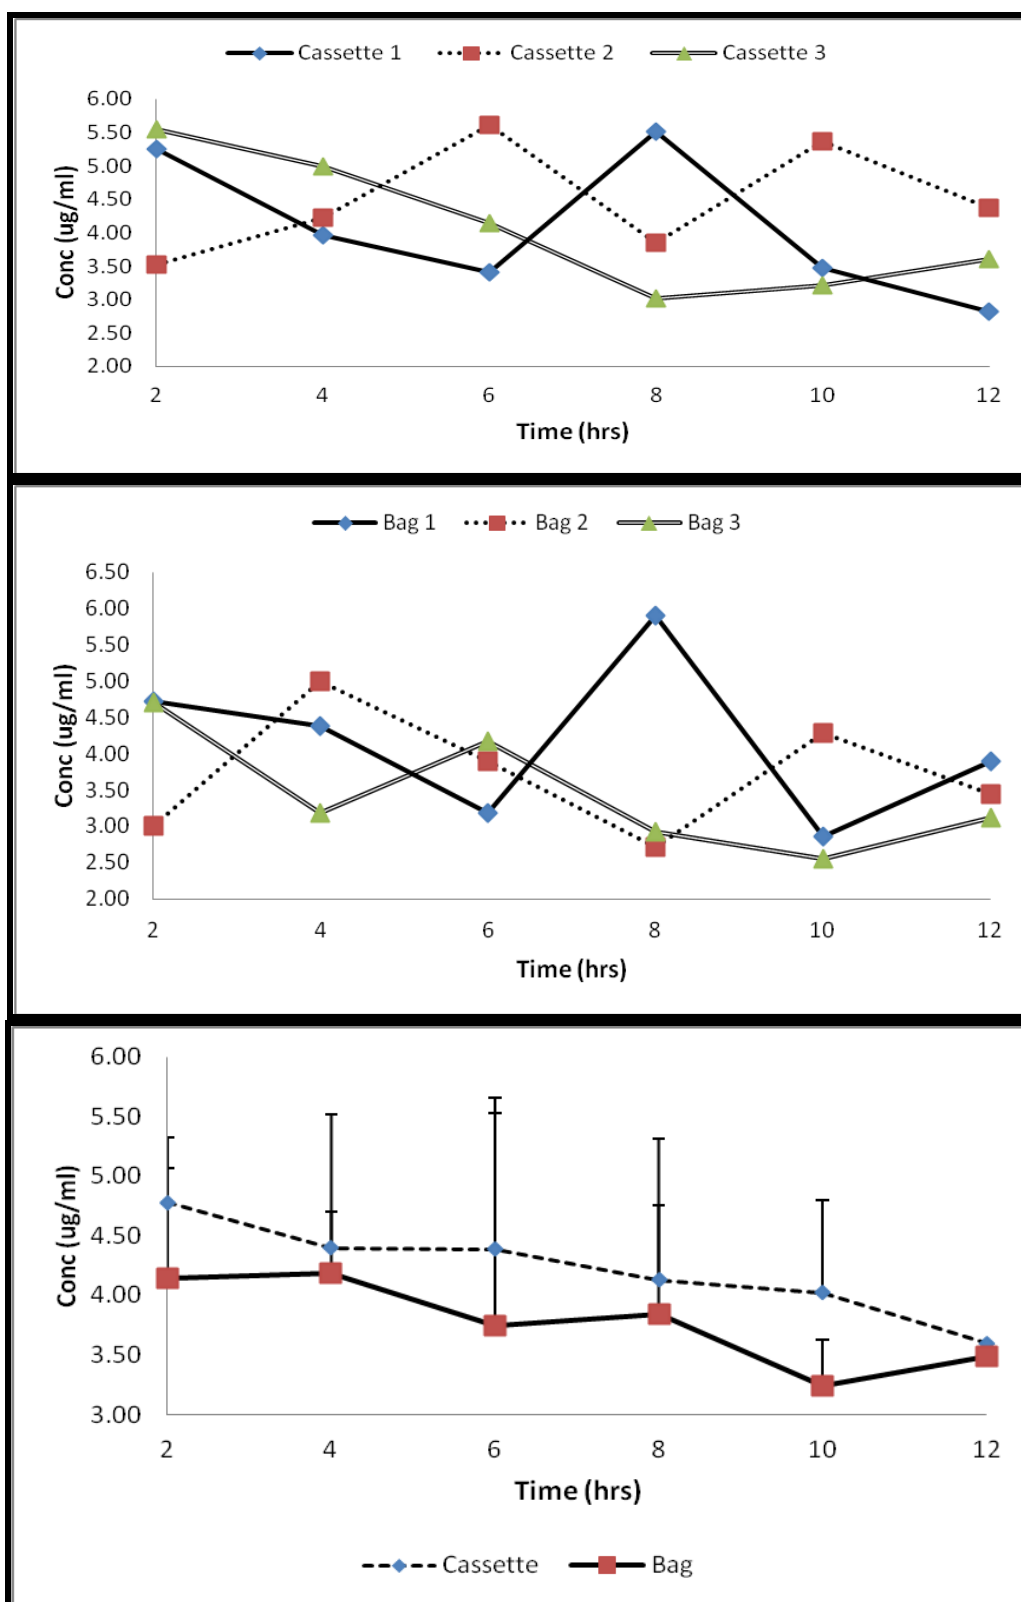 Cassette 1 Cassette 2 Cassette 3
6.00
5.50
5.00
4.50
4.00
3.50
3.00
2.50
2.00
Conc (ug/ml)
2 4 6 8 10 12
Time (hrs)
Bag 1 Bag 2 Bag 3
6.50
6.00
5.50
5.00
4.50
4.00
3.50
3.00
2.50
2.00
Conc (ug/ml)
2 4 6 8 10 12
Time (hrs)
6.00
5.50
5.00
4.50
4.00
3.50
3.00
Conc (ug/ml)
2 4 6 8 10 12
Time (hrs)
Cassette Bag